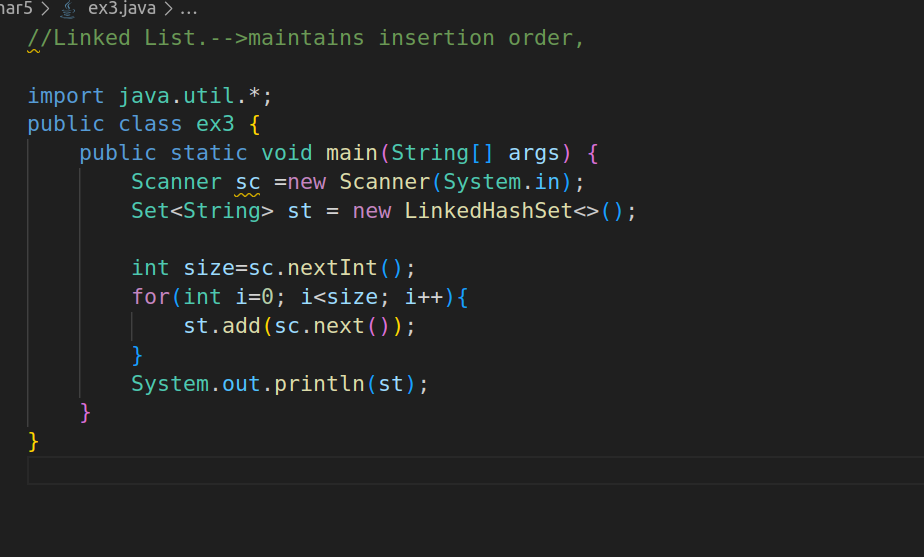 ex3.java > ...
//Linked List.-->maintains insertion order,
import java.util.*;
public class ex3 {
    public static void main(String[] args) {
        Scanner sc =new Scanner(System.in);
        Set<String> st = new LinkedHashSet<>();
        int size=sc.nextInt();
        for(int i=0; i<size; i++){
            st.add(sc.next());
        }
        System.out.println(st);
    }
}